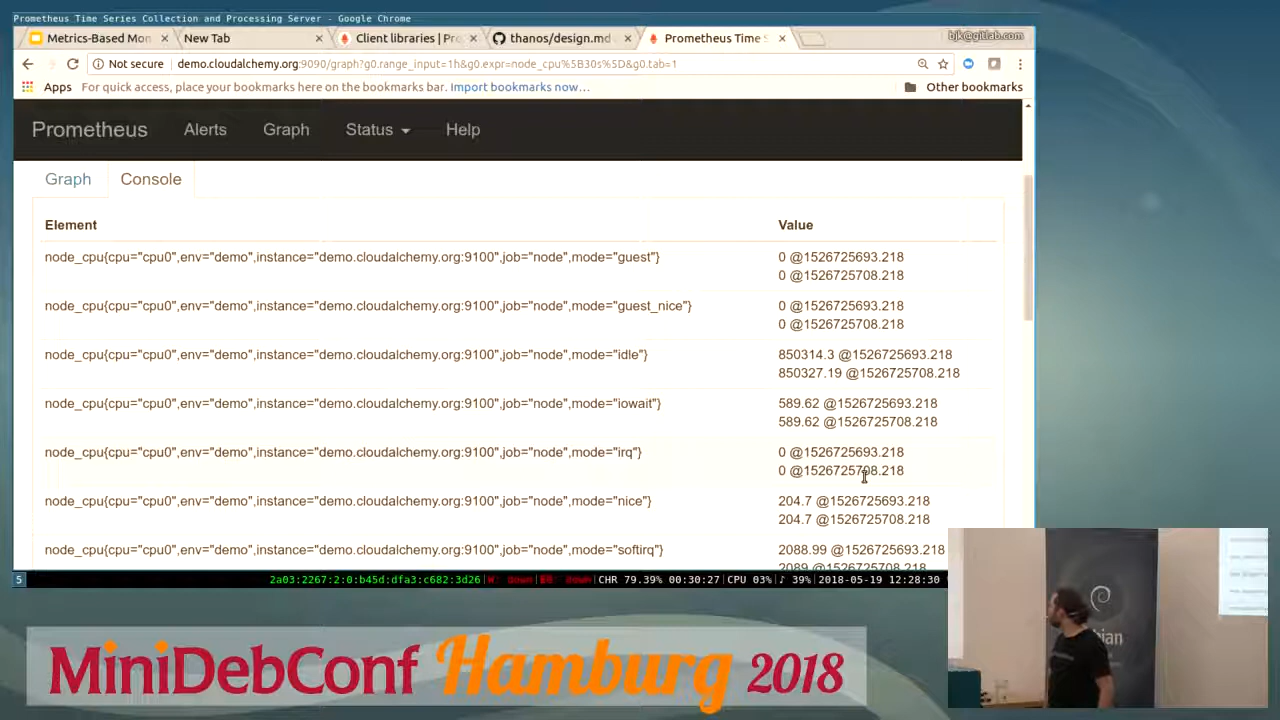 Prometheus Time Series Collection and Processing Server - Google Chrome
Metrics-Based Mon
New Tab
Client libraries | Pro
thanos/design.md
Prometheus Time S
bjk@gitlab.com
Not secure
demo.cloudalchemy.org:9090/graph?g0.range_input=1h&g0.expr=node_cpu%5B30s%5D&g0.tab=1
Apps
For quick access, place your bookmarks here on the bookmarks bar. Import bookmarks now…
Other bookmarks
Prometheus
Alerts
Graph
Status
Help
Graph
Console
Element
Value
node_cpu{cpu="cpu0",env="demo",instance="demo.cloudalchemy.org:9100",job="node",mode="guest"}
0 @1526725693.218
0 @1526725708.218
node_cpu{cpu="cpu0",env="demo",instance="demo.cloudalchemy.org:9100",job="node",mode="guest_nice"}
0 @1526725693.218
0 @1526725708.218
node_cpu{cpu="cpu0",env="demo",instance="demo.cloudalchemy.org:9100",job="node",mode="idle"}
850314.3 @1526725693.218
850327.19 @1526725708.218
node_cpu{cpu="cpu0",env="demo",instance="demo.cloudalchemy.org:9100",job="node",mode="iowait"}
589.62 @1526725693.218
589.62 @1526725708.218
node_cpu{cpu="cpu0",env="demo",instance="demo.cloudalchemy.org:9100",job="node",mode="irq"}
0 @1526725693.218
0 @1526725708.218
node_cpu{cpu="cpu0",env="demo",instance="demo.cloudalchemy.org:9100",job="node",mode="nice"}
204.7 @1526725693.218
204.7 @1526725708.218
node_cpu{cpu="cpu0",env="demo",instance="demo.cloudalchemy.org:9100",job="node",mode="softirq"}
2088.99 @1526725693.218
2089 @1526725708.218
5
2a03:2267:2:0:b45d:dfa3:c682:3d26
W: down
down
CHR 79.39% 00:30:27
CPU 03%
♪ 39%
2018-05-19 12:28:30
MiniDebConf Hamburg 2018